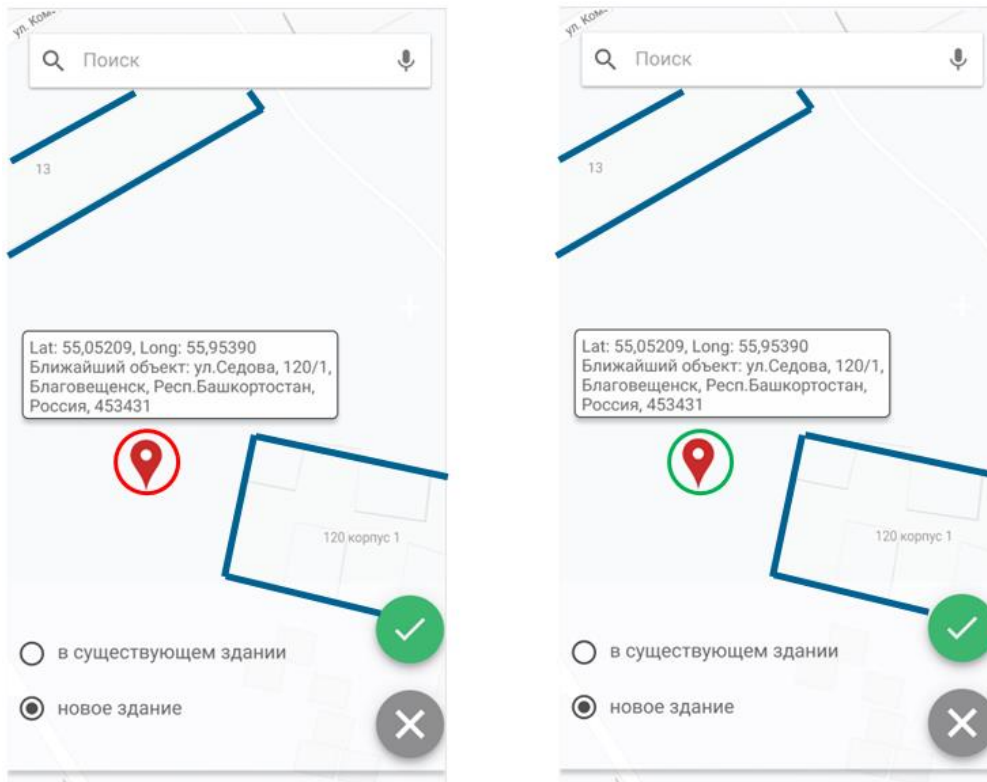 ул. Ком
Поиск
13
Lat: 55,05209, Long: 55,95390
Ближайший объект: ул.Седова, 120/1,
Благовещенск, Респ.Башкортостан,
Россия, 453431
120 корпус 1
в существующем здании
новое здание
ул. Ком
Поиск
13
Lat: 55,05209, Long: 55,95390
Ближайший объект: ул.Седова, 120/1,
Благовещенск, Респ.Башкортостан,
Россия, 453431
120 корпус 1
в существующем здании
новое здание